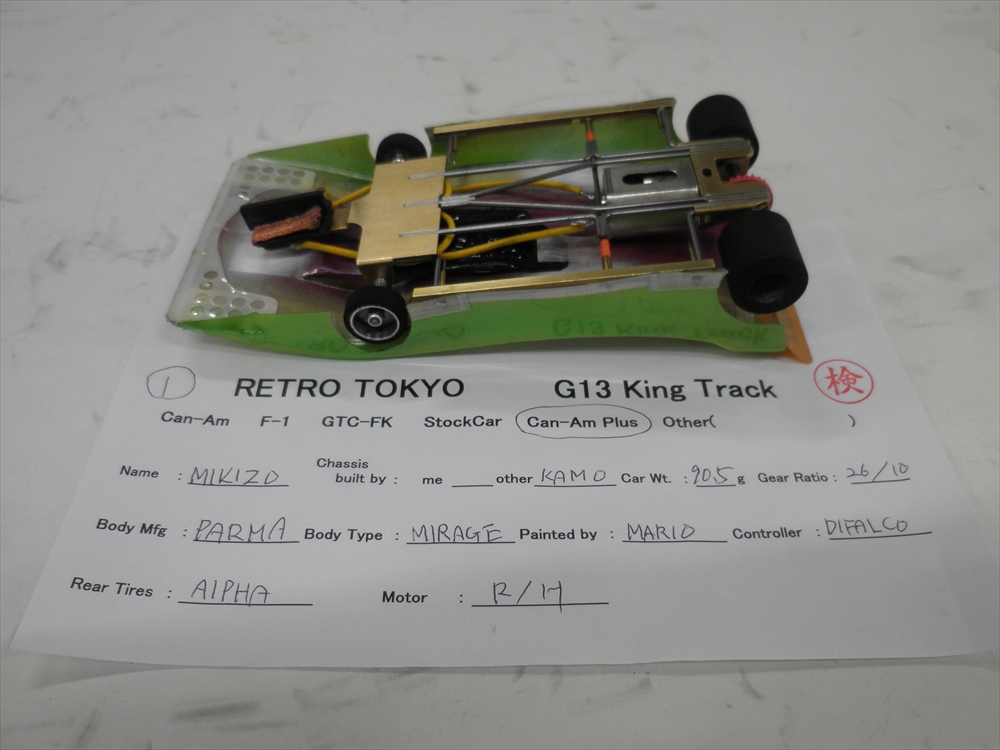 1 RETRO TOKYO G13 King Track 検
Can-Am F-1 GTC-FK StockCar Can-Am Plus Other( )
Name : MIKIZO Chassis built by : me ____ other KAMO Car Wt. : 90.5 g Gear Ratio : 26/10
Body Mfg : PARMA Body Type : MIRAGE Painted by : MARIO Controller : DIFALCO
Rear Tires : AlPHA Motor : R/H